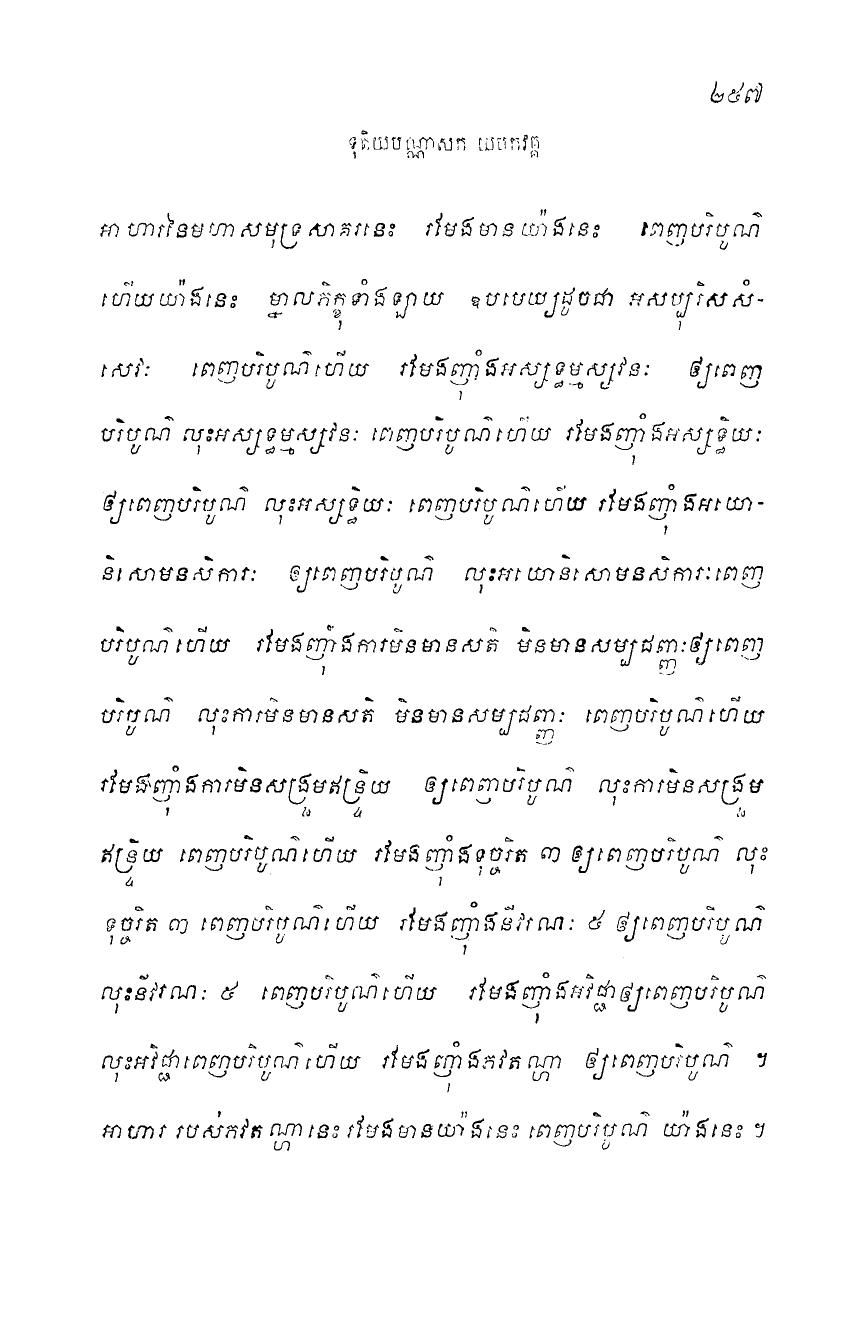 ២៥៧
ទុតិយបណ្ណាសក យមកវគ្គ
អាហារនៃមហាសមុទ្រសាគរនេះ រមែងមានយ៉ាងនេះ ពេញបរិបូណ៌
ហើយយ៉ាងនេះ ម្នាលភិក្ខុទាំងឡាយ ឧបមេយ្យដូចជា អសប្បុរិសសំ-
សេវៈ ពេញបរិបូណ៌ហើយ រមែងញុំាងអស្សទ្ធម្មស្សវនៈ ឲ្យពេញ
បរិបូណ៌ លុះអស្សទ្ធម្មស្សវនៈ ពេញបរិបូណ៌ហើយ រមែងញុំាងអស្សទ្ធិយៈ
ឲ្យពេញបរិបូណ៌ លុះអស្សទ្ធិយៈ ពេញបរិបូណ៌ហើយ រមែងញុំាងអយោ-
និសោមនសិការៈ ឲ្យពេញបរិបូណ៌ លុះអយោនិសោមនសិការៈពេញ
បរិបូណ៌ហើយ រមែងញុំាងការមិនមានសតិ មិនមានសម្បជញ្ញៈឲ្យពេញ
បរិបូណ៌ លុះការមិនមានសតិ មិនមានសម្បជញ្ញៈ ពេញបរិបូណ៌ហើយ
រមែងញុំាងការមិនសង្រួមឥន្ទ្រិយ ឲ្យពេញបរិបូណ៌ លុះការមិនសង្រួម
ឥន្ទ្រិយ ពេញបរិបូណ៌ហើយ រមែងញុំាងទុច្ចរិត ៣ ឲ្យពេញបរិបូណ៌ លុះ
ទុច្ចរិត ៣ ពេញបរិបូណ៌ហើយ រមែងញុំាងនីវរណៈ ៥ ឲ្យពេញបរិបូណ៌
លុះនីវរណៈ ៥ ពេញបរិបូណ៌ហើយ រមែងញុំាងអវិជ្ជាឲ្យពេញបរិបូណ៌
លុះអវិជ្ជាពេញបរិបូណ៌ហើយ រមែងញុំាងភវតណ្ហា ឲ្យពេញបរិបូណ៌ ។
អាហារ របស់ភវតណ្ហានេះ រមែងមានយ៉ាងនេះ ពេញបរិបូណ៌ យ៉ាងនេះ ។